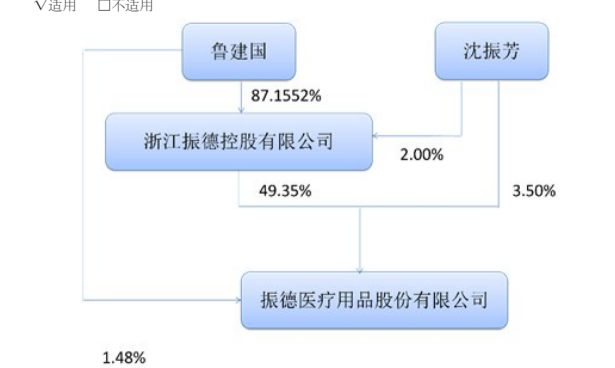 √适用 □不适用
鲁建国
沈振芳
87.1552%
浙江振德控股有限公司
2.00%
49.35%
3.50%
振德医疗用品股份有限公司
1.48%